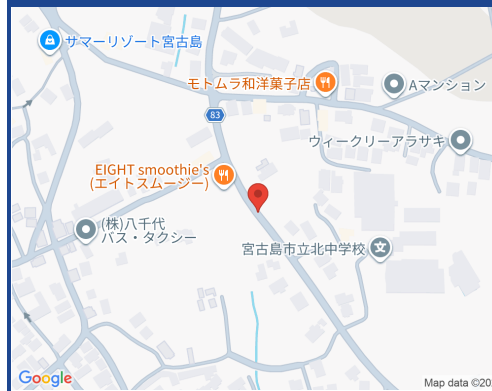 サマーリゾート宮古島
モトムラ和洋菓子店
Aマンション
83
ウィークリーアラサキ
EIGHT smoothie's
(エイトスムージー)
(株)八千代
バス・タクシー
宮古島市立北中学校
文
Google
Map data ©20